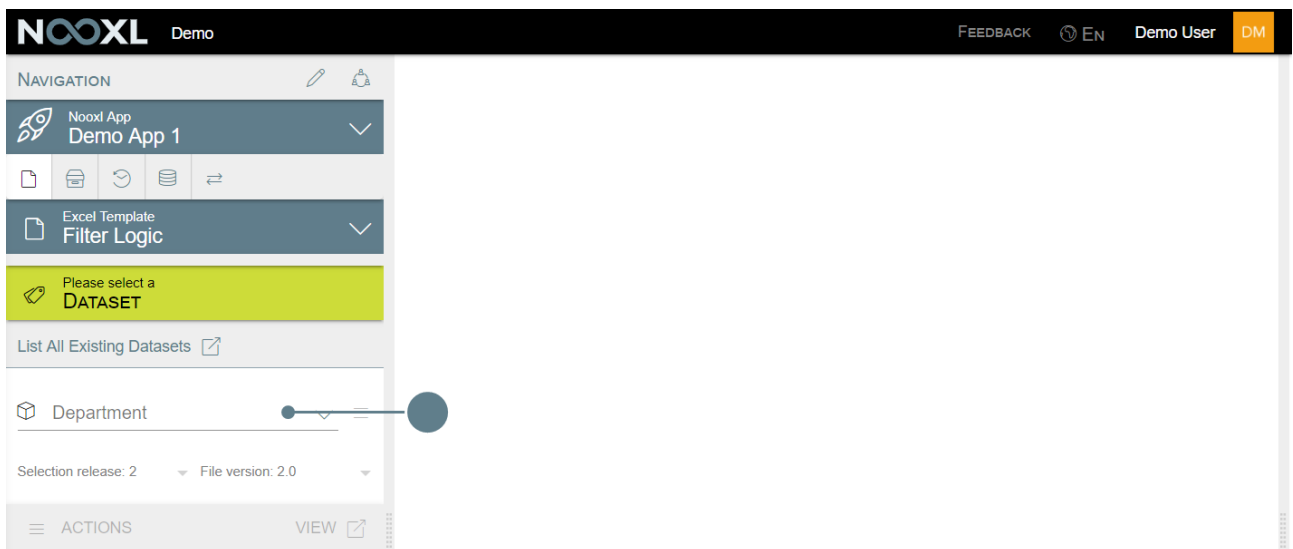 NOOXL Demo FEEDBACK EN Demo User DM
NAVIGATION
Nooxl App
Demo App 1
Excel Template
Filter Logic
Please select a
DATASET
List All Existing Datasets
Department
Selection release: 2 File version: 2.0
ACTIONS VIEW